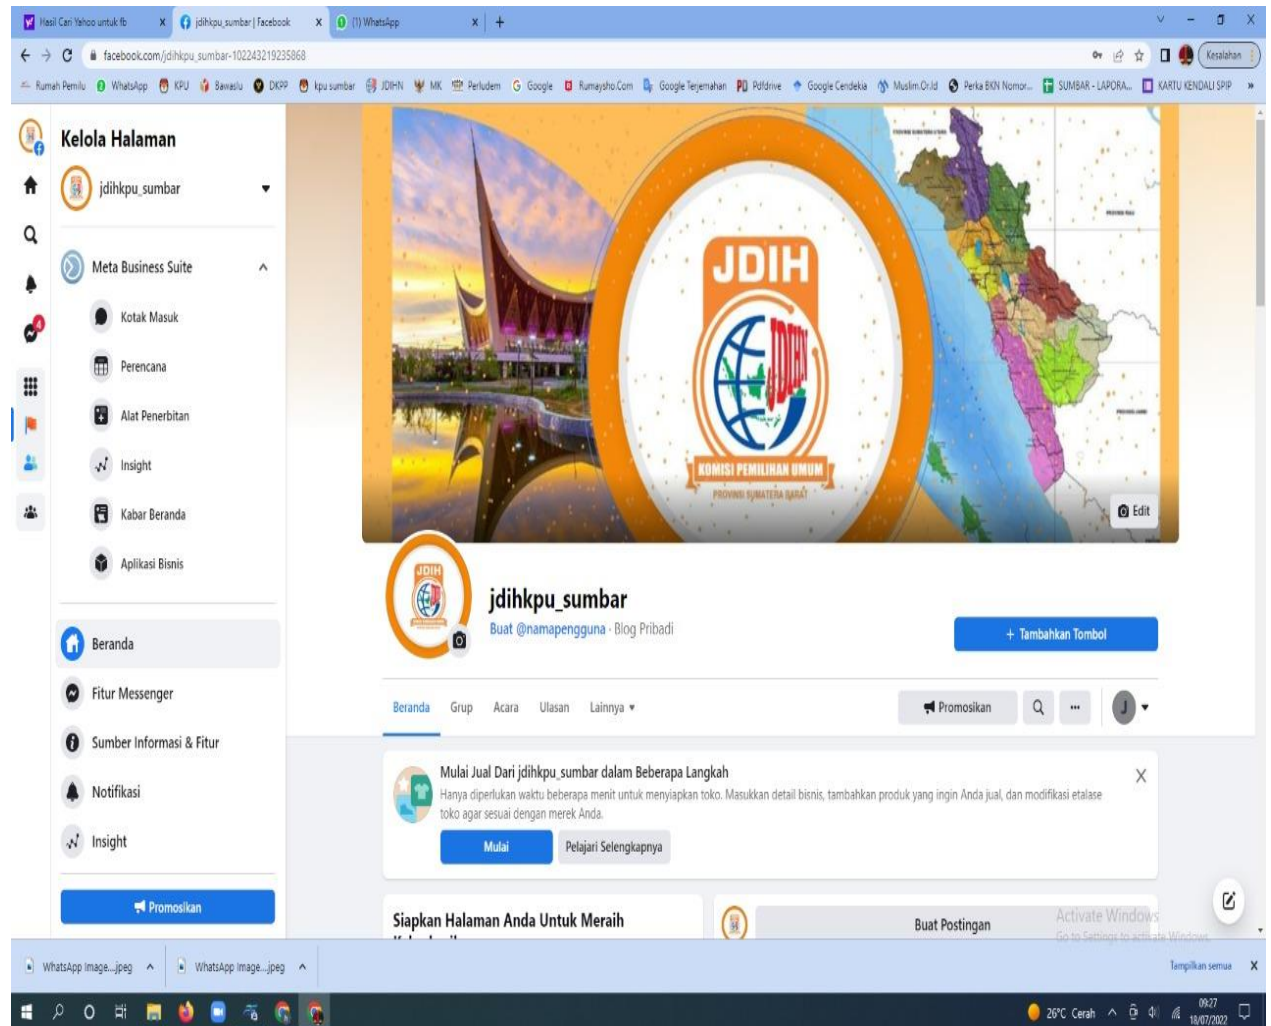 Hasil Cari Yahoo untuk fb
jdihkpu_sumbar | Facebook
(1) WhatsApp
facebook.com/jdihkpu_sumbar-102243219235868
Kesalahan
Rumah Pemilu WhatsApp KPU Bawaslu DKPP kpu sumbar JDIHN MK Perludem Google Rumaysho.Com Google Terjemahan Pdfdrive Google Cendekia Muslim.Or.Id Perka BKN Nomor... SUMBAR - LAPORA... KARTU KENDALI SPIP »
Kelola Halaman
jdihkpu_sumbar
Meta Business Suite
Kotak Masuk
4
Perencana
Alat Penerbitan
Insight
Kabar Beranda
Aplikasi Bisnis
Beranda
Fitur Messenger
Sumber Informasi & Fitur
Notifikasi
Insight
Promosikan
JDIH
JDIHN
KOMISI PEMILIHAN UMUM
PROVINSI SUMATERA BARAT
Edit
JDIH
jdihkpu_sumbar
Buat @namapengguna · Blog Pribadi
+ Tambahkan Tombol
Beranda Grup Acara Ulasan Lainnya
Promosikan
J
Mulai Jual Dari jdihkpu_sumbar dalam Beberapa Langkah
Hanya diperlukan waktu beberapa menit untuk menyiapkan toko. Masukkan detail bisnis, tambahkan produk yang ingin Anda jual, dan modifikasi etalase
toko agar sesuai dengan merek Anda.
Mulai
Pelajari Selengkapnya
Siapkan Halaman Anda Untuk Meraih
Buat Postingan
Activate Windows
Go to Settings to activate Windows.
WhatsApp Image....jpeg
WhatsApp Image....jpeg
Tampilkan semua
26°C Cerah
09:27
18/07/2022